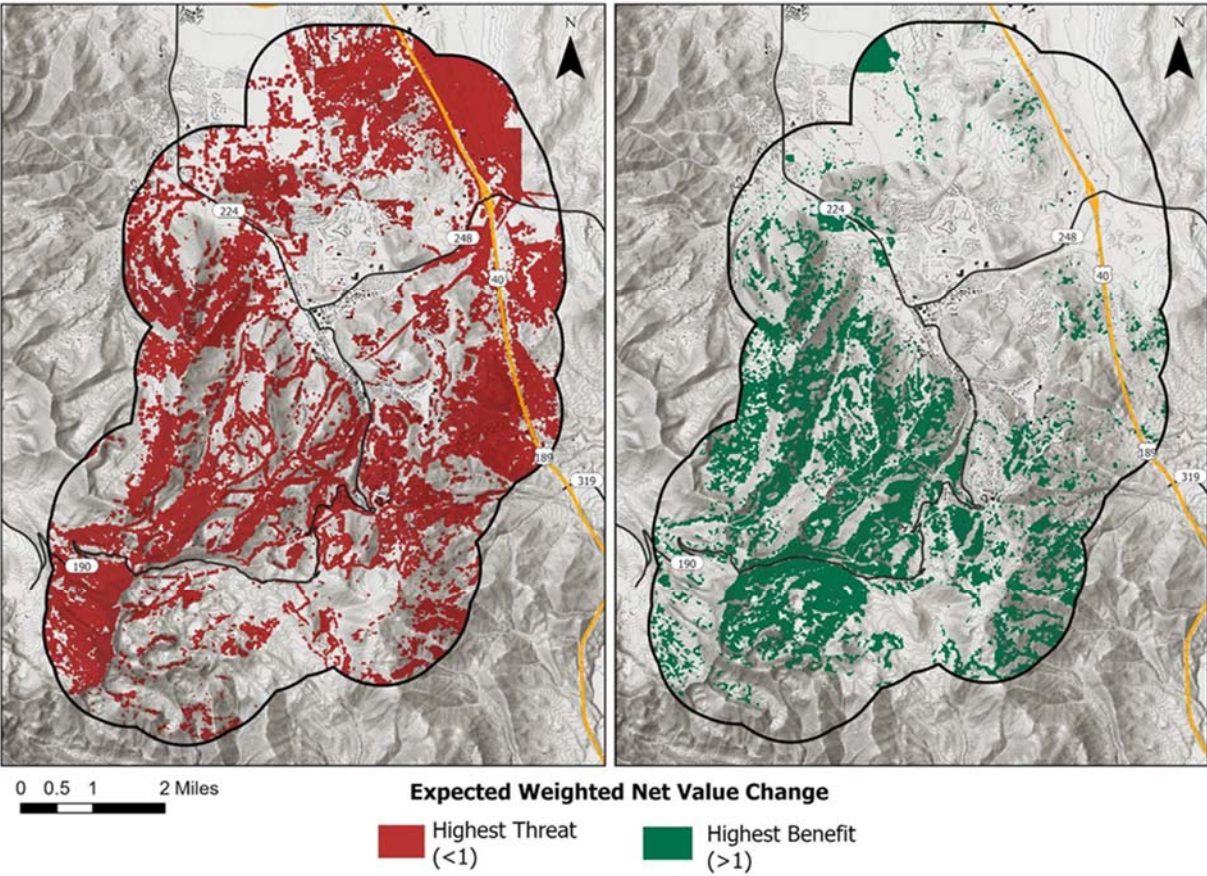 N
224
248
40
189
319
190
N
224
248
40
189
319
190
0 0.5 1 2 Miles
Expected Weighted Net Value Change
Highest Threat
(<1)
Highest Benefit
(>1)